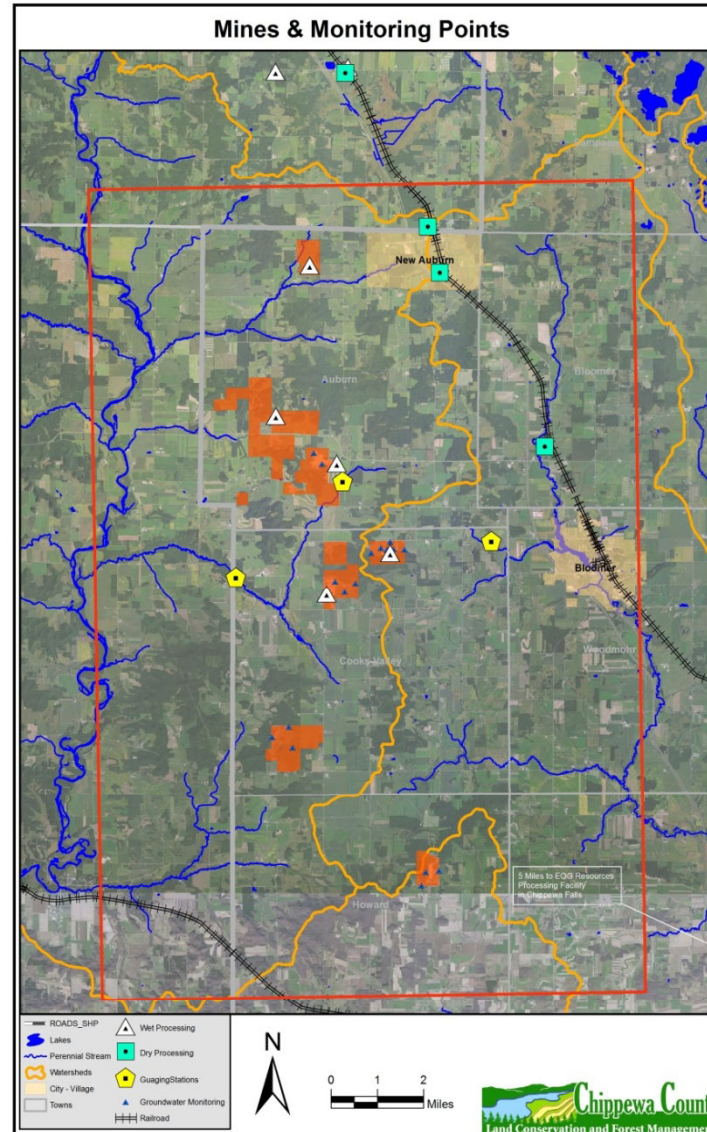 Mines & Monitoring Points
New Auburn
Auburn
Bloomer
Bloomer
Cooks Valley
Woodmohr
Howard
5 Miles to EOG Resources
Processing Facility
in Chippewa Falls
ROADS_SHP
Lakes
Perennial Stream
Watersheds
City - Village
Towns
Wet Processing
Dry Processing
GuagingStations
Groundwater Monitoring
Railroad
N
0 1 2
Miles
Chippewa Count
Land Conservation and Forest Managemen